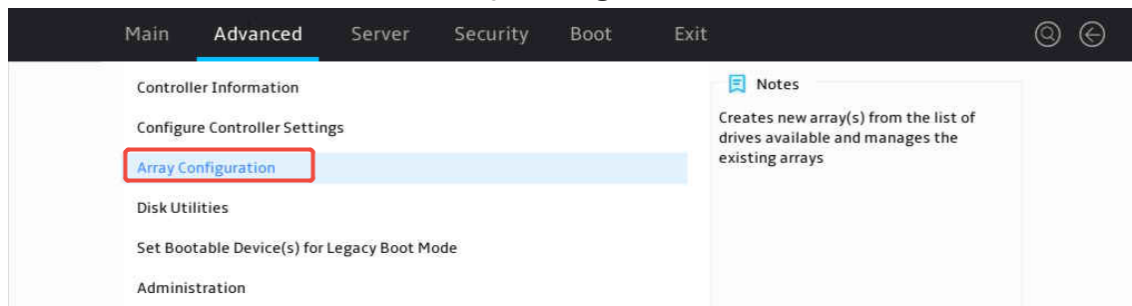 Main Advanced Server Security Boot Exit
Controller Information
Configure Controller Settings
Array Configuration
Disk Utilities
Set Bootable Device(s) for Legacy Boot Mode
Administration
Notes
Creates new array(s) from the list of
drives available and manages the
existing arrays